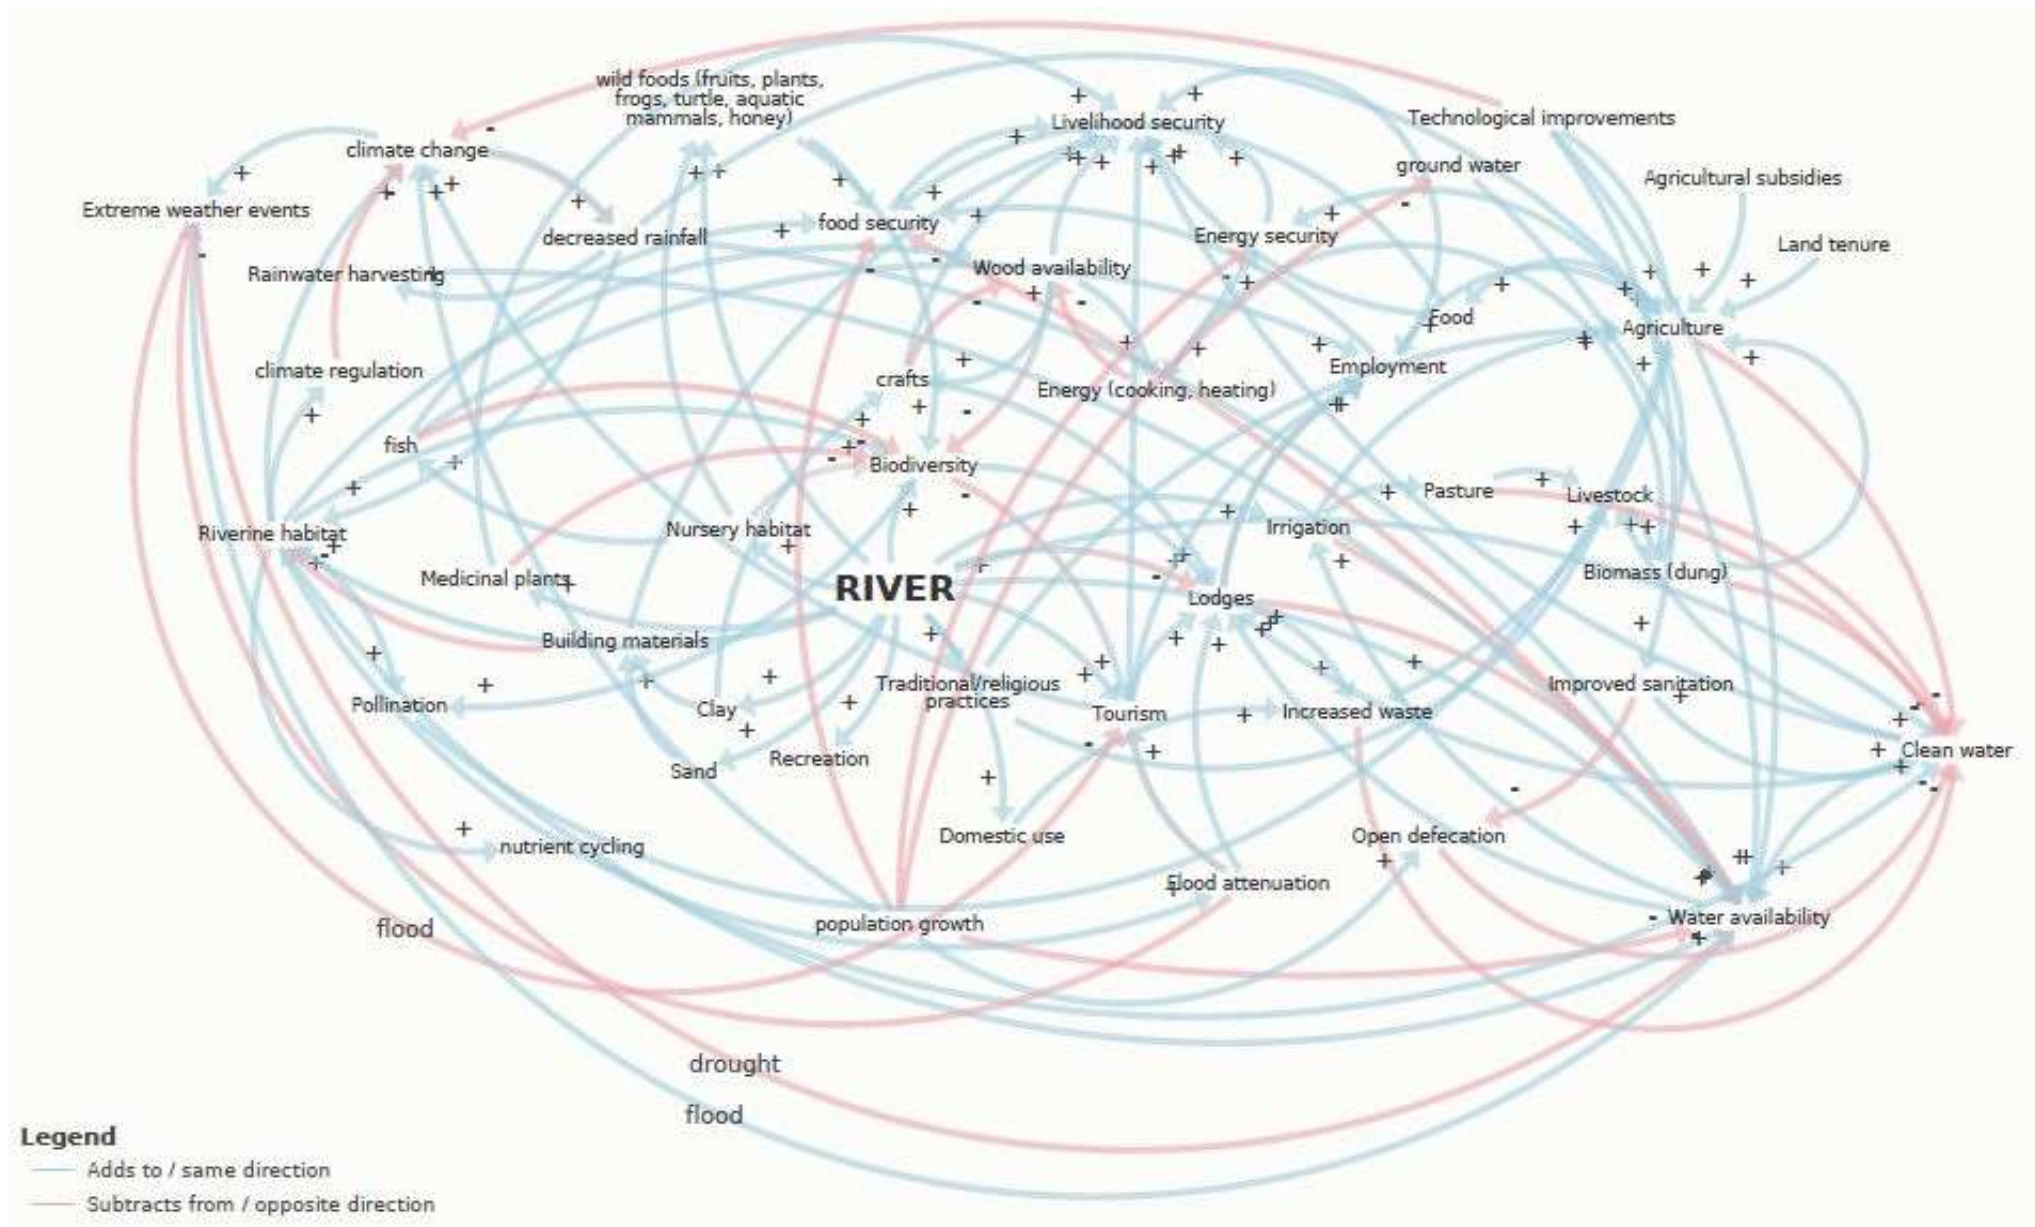 wild foods (fruits, plants,
frogs, turtle, aquatic
mammals, honey)
Livelihood security
Technological improvements
climate change
ground water
Agricultural subsidies
Extreme weather events
food security
decreased rainfall
Energy security
Land tenure
Rainwater harvesting
Wood availability
Food
Agriculture
climate regulation
crafts
Energy (cooking, heating)
Employment
fish
Biodiversity
Pasture
Livestock
Riverine habitat
Nursery habitat
Irrigation
Medicinal plants
RIVER
Lodges
Biomass (dung)
Building materials
Traditional/religious
practices
Improved sanitation
Pollination
Clay
Tourism
Increased waste
Sand
Recreation
Clean water
nutrient cycling
Domestic use
Open defecation
Flood attenuation
flood
population growth
Water availability
drought
flood
Legend
Adds to / same direction
Subtracts from / opposite direction